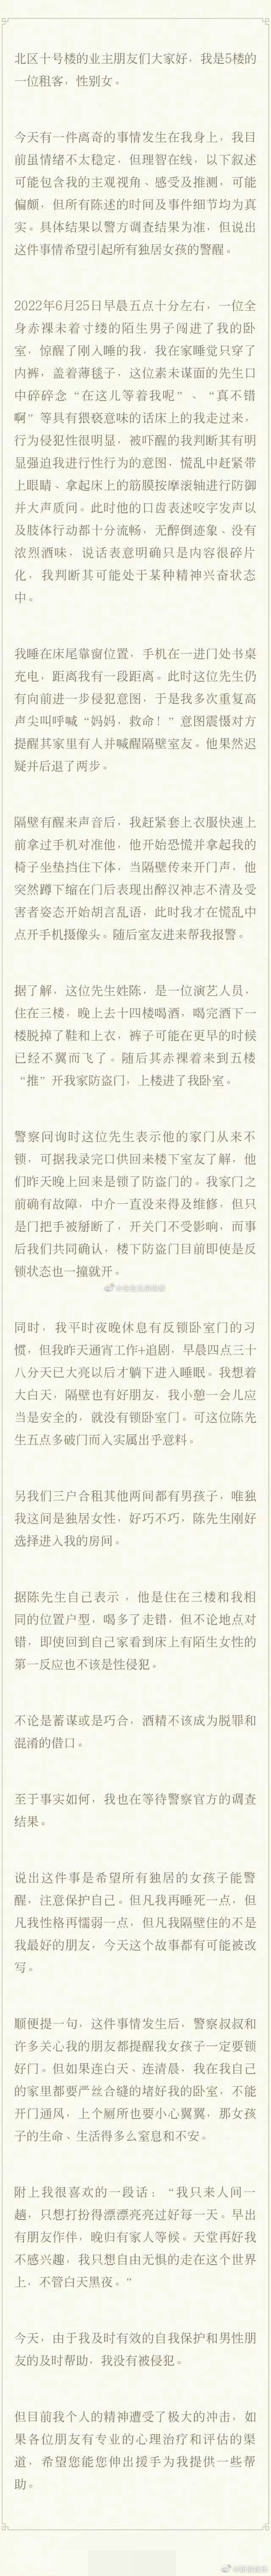 北区十号楼的业主朋友们大家好，我是5楼的
一位租客，性别女。
今天有一件离奇的事情发生在我身上，我目
前虽情绪不太稳定，但理智在线，以下叙述
可能包含我的主观视角、感受及推测，可能
偏颇，但所有陈述的时间及事件细节均为真
实。具体结果以警方调查结果为准，但说出
这件事情希望引起所有独居女孩的警醒。
2022年6月25日早晨五点十分左右，一位全
身赤裸未着寸缕的陌生男子闯进了我的卧
室，惊醒了刚入睡的我，我在家睡觉只穿了
内裤，盖着薄毯子，这位素未谋面的先生口
中碎碎念“在这儿等着我呢”、“真不错
啊”等具有猥亵意味的话床上的我走过来，
行为侵犯性很明显，被吓醒的我判断其有明
显强迫我进行性行为的意图，慌乱中赶紧带
上眼睛、拿起床上的筋膜按摩滚轴进行防御
并大声质问。此时他的口齿表述咬字发声以
及肢体行动都十分流畅，无醉倒迹象、没有
浓烈酒味，说话表意明确只是内容很碎片
化，我判断其可能处于某种精神兴奋状态
中。
我睡在床尾靠窗位置，手机在一进门处书桌
充电，距离我有一段距离。此时这位先生仍
有向前进一步侵犯意图，于是我多次重复高
声尖叫呼喊“妈妈，救命！”意图震慑对方
提醒其家里有人并喊醒隔壁室友。他果然迟
疑并后退了两步。
隔壁有醒来声音后，我赶紧套上衣服快速上
前拿过手机对准他，他开始恐慌并拿起我的
椅子坐垫挡住下体，当隔壁传来开门声，他
突然蹲下缩在门后表现出醉汉神志不清及受
害者姿态开始胡言乱语，此时我才在慌乱中
点开手机摄像头。随后室友进来帮我报警。
据了解，这位先生姓陈，是一位演艺人员，
住在三楼，晚上去十四楼喝酒，喝完酒下一
楼脱掉了鞋和上衣，裤子可能在更早的时候
已经不翼而飞了。随后其赤裸着来到五楼
“推”开我家防盗门，上楼进了我卧室。
警察问询时这位先生表示他的家门从来不
锁，可据我录完口供回来楼下室友了解，他
们昨天晚上回来是锁了防盗门的。我家门之
前确有故障，中介一直没来得及维修，但只
是门把手被掰断了，开关门不受影响，而事
后我们共同确认，楼下防盗门目前即使是反
锁状态也一撞就开。
同时，我平时夜晚休息有反锁卧室门的习
惯，但我昨天通宵工作+追剧，早晨四点三十
八分天已大亮以后才躺下进入睡眠。我想着
大白天，隔壁也有好朋友，我小憩一会儿应
当是安全的，就没有锁卧室门。可这位陈先
生五点多破门而入实属出乎意料。
另我们三户合租其他两间都有男孩子，唯独
我这间是独居女性，好巧不巧，陈先生刚好
选择进入我的房间。
据陈先生自己表示，他是住在三楼和我相
同的位置户型，喝多了走错，但不论地点对
错，即使回到自己家看到床上有陌生女性的
第一反应也不该是性侵犯。
不论是蓄谋或是巧合，酒精不该成为脱罪和
混淆的借口。
至于事实如何，我也在等待警察官方的调查
结果。
说出这件事是希望所有独居的女孩子能警
醒，注意保护自己。但凡我再睡死一点，但
凡我性格再懦弱一点，但凡我隔壁住的不是
我最好的朋友，今天这个故事都有可能被改
写。
顺便提一句，这件事情发生后，警察叔叔和
许多关心我的朋友都提醒我女孩子一定要锁
好门。但如果连白天、连清晨，我在我自己
的家里都要严丝合缝的堵好我的卧室，不能
开门通风，上个厕所也要小心翼翼，那女孩
子的生命、生活得多么窒息和不安。
附上我很喜欢的一段话：“我只来人间一
趟，只想打扮得漂漂亮亮过好每一天。早出
有朋友作伴，晚归有家人等候。天堂再好我
不感兴趣，我只想自由无惧的走在这个世界
上，不管白天黑夜。”
今天，由于我及时有效的自我保护和男性朋
友的及时帮助，我没有被侵犯。
但目前我个人的精神遭受了极大的冲击，如
果各位朋友有专业的心理治疗和评估的渠
道，希望您能您伸出援手为我提供一些帮
助。